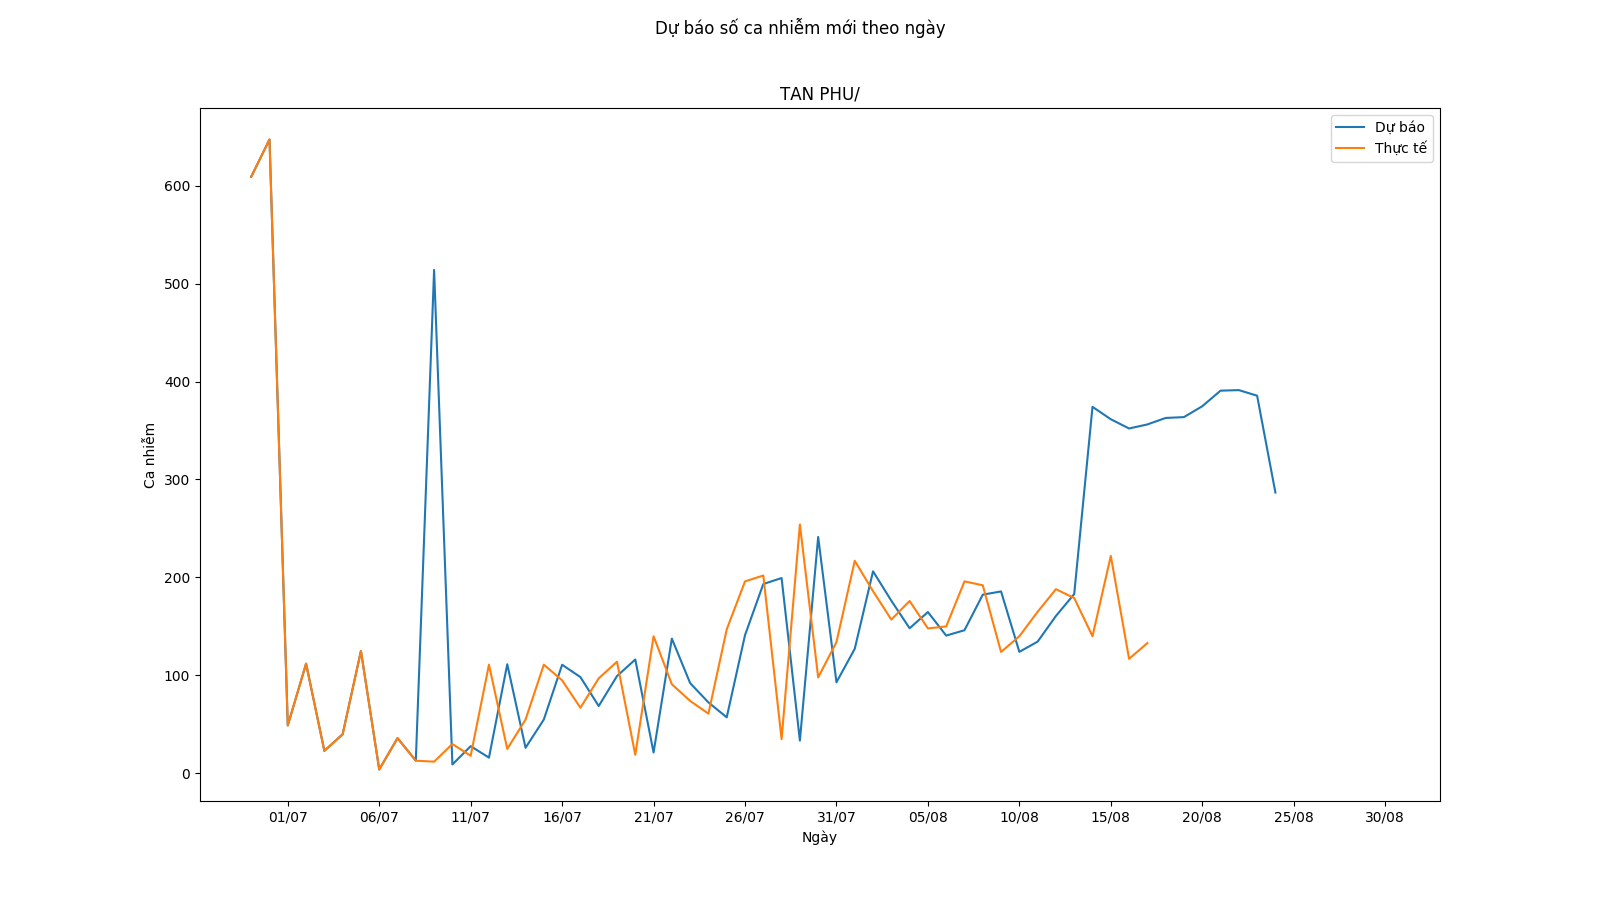 Dự báo số ca nhiễm mới theo ngày
TAN PHU/
Dự báo
Thực tế
600
500
400
300
200
100
0
Ca nhiễm
01/07 06/07 11/07 16/07 21/07 26/07 31/07 05/08 10/08 15/08 20/08 25/08 30/08
Ngày